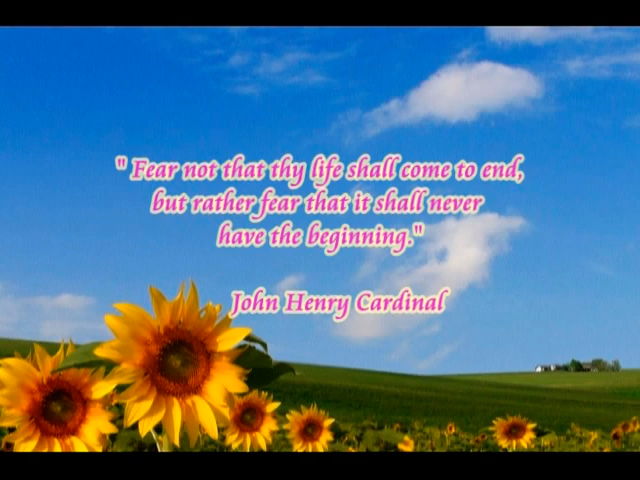 " Fear not that thy life shall come to end,
but rather fear that it shall never
have the beginning."
John Henry Cardinal